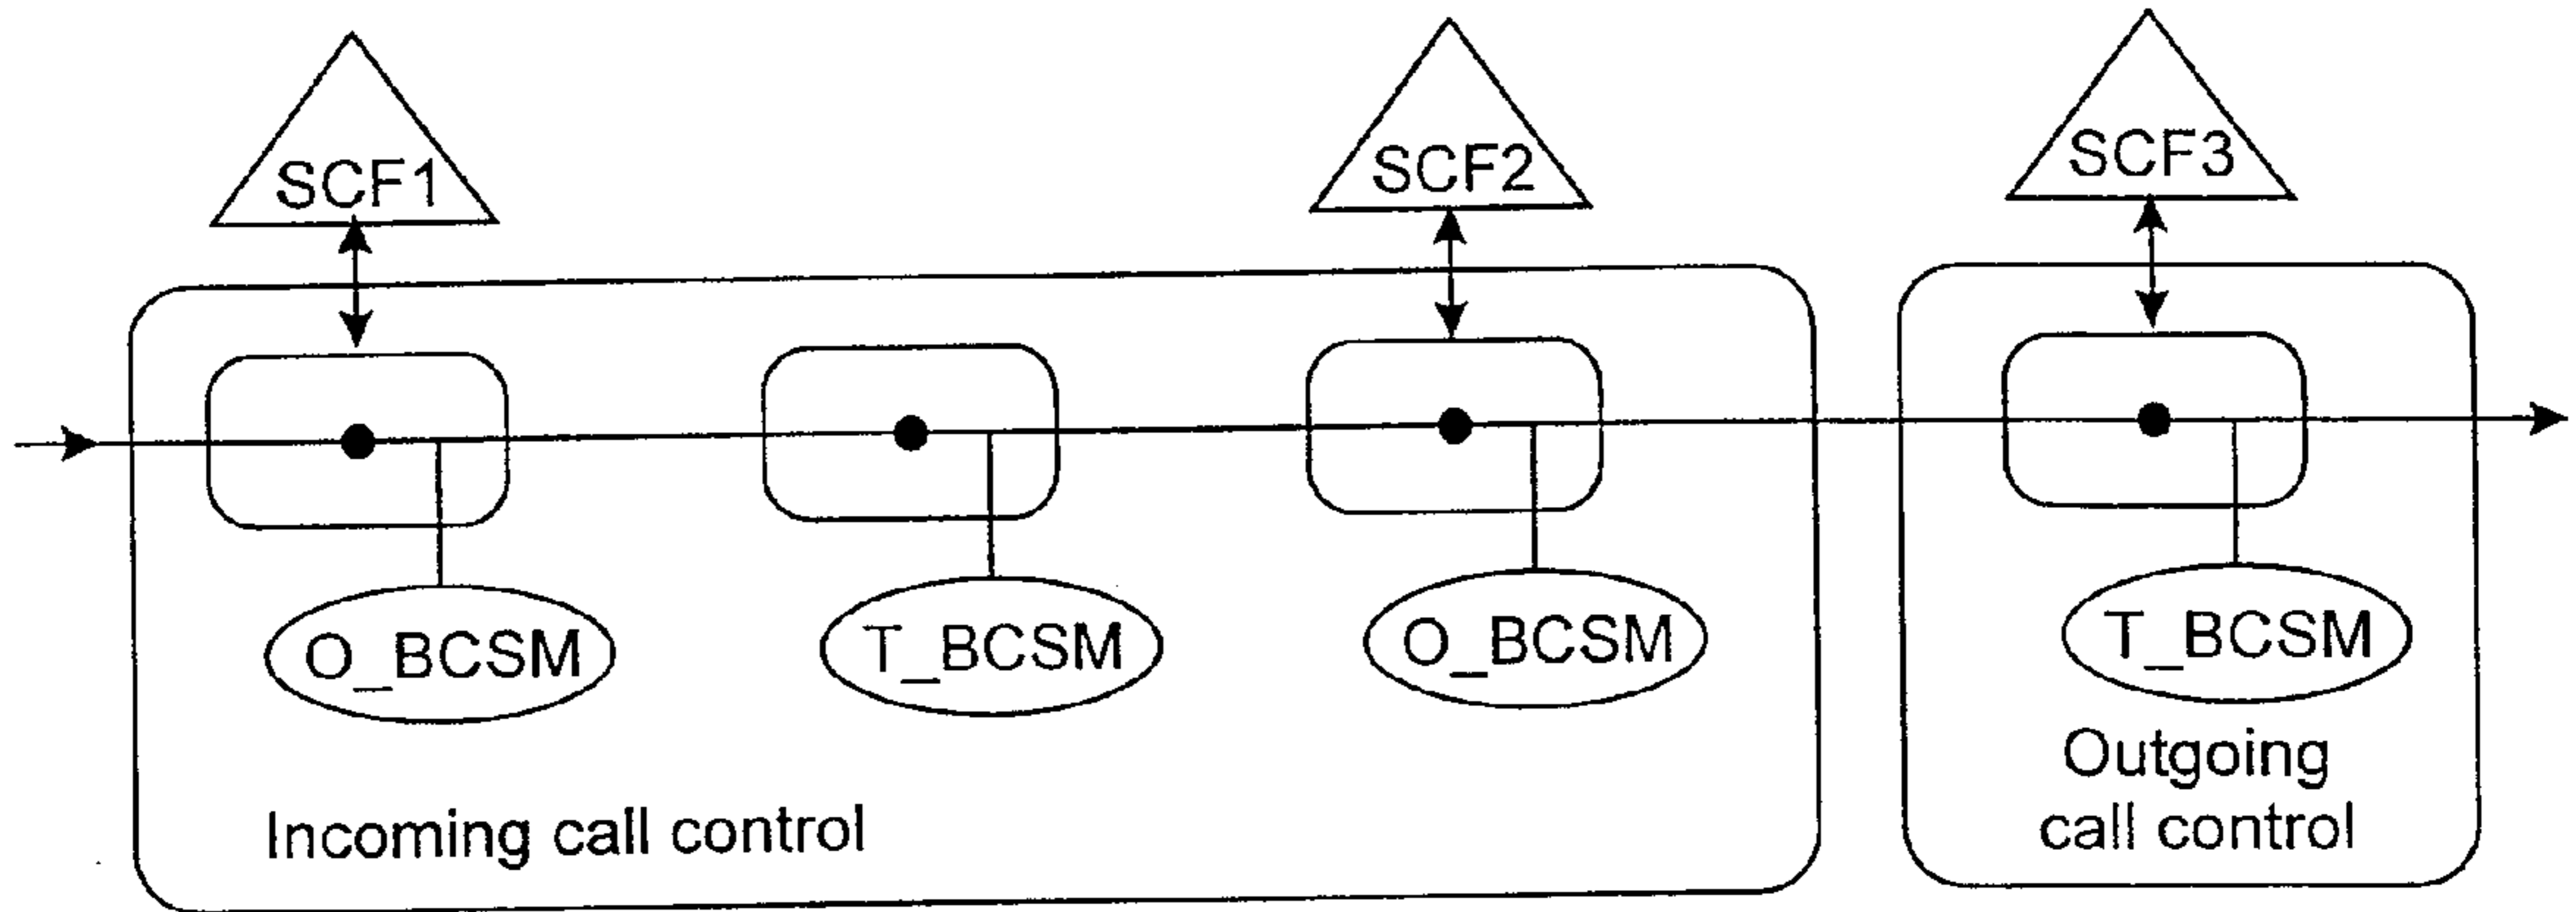 SCF1
SCF2
SCF3
O_BCSM
T_BCSM
O_BCSM
T_BCSM
Incoming call control
Outgoing
call control